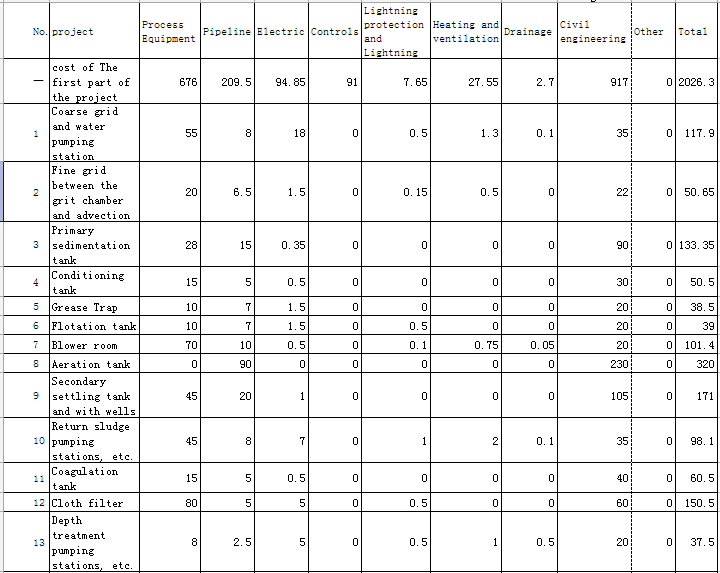 No. project Process Equipment Pipeline Electric Controls Lightning protection and Lightning Heating and ventilation Drainage Civil engineering Other Total
一 cost of The first part of the project 676 209.5 94.85 91 7.65 27.55 2.7 917 0 2026.3
1 Coarse grid and water pumping station 55 8 18 0 0.5 1.3 0.1 35 0 117.9
2 Fine grid between the grit chamber and advection 20 6.5 1.5 0 0.15 0.5 0 22 0 50.65
3 Primary sedimentation tank 28 15 0.35 0 0 0 0 90 0 133.35
4 Conditioning tank 15 5 0.5 0 0 0 0 30 0 50.5
5 Grease Trap 10 7 1.5 0 0 0 0 20 0 38.5
6 Flotation tank 10 7 1.5 0 0.5 0 0 20 0 39
7 Blower room 70 10 0.5 0 0.1 0.75 0.05 20 0 101.4
8 Aeration tank 0 90 0 0 0 0 0 230 0 320
9 Secondary settling tank and with wells 45 20 1 0 0 0 0 105 0 171
10 Return sludge pumping stations, etc. 45 8 7 0 1 2 0.1 35 0 98.1
11 Coagulation tank 15 5 0.5 0 0 0 0 40 0 60.5
12 Cloth filter 80 5 5 0 0.5 0 0 60 0 150.5
13 Depth treatment pumping stations, etc. 8 2.5 5 0 0.5 1 0.5 20 0 37.5